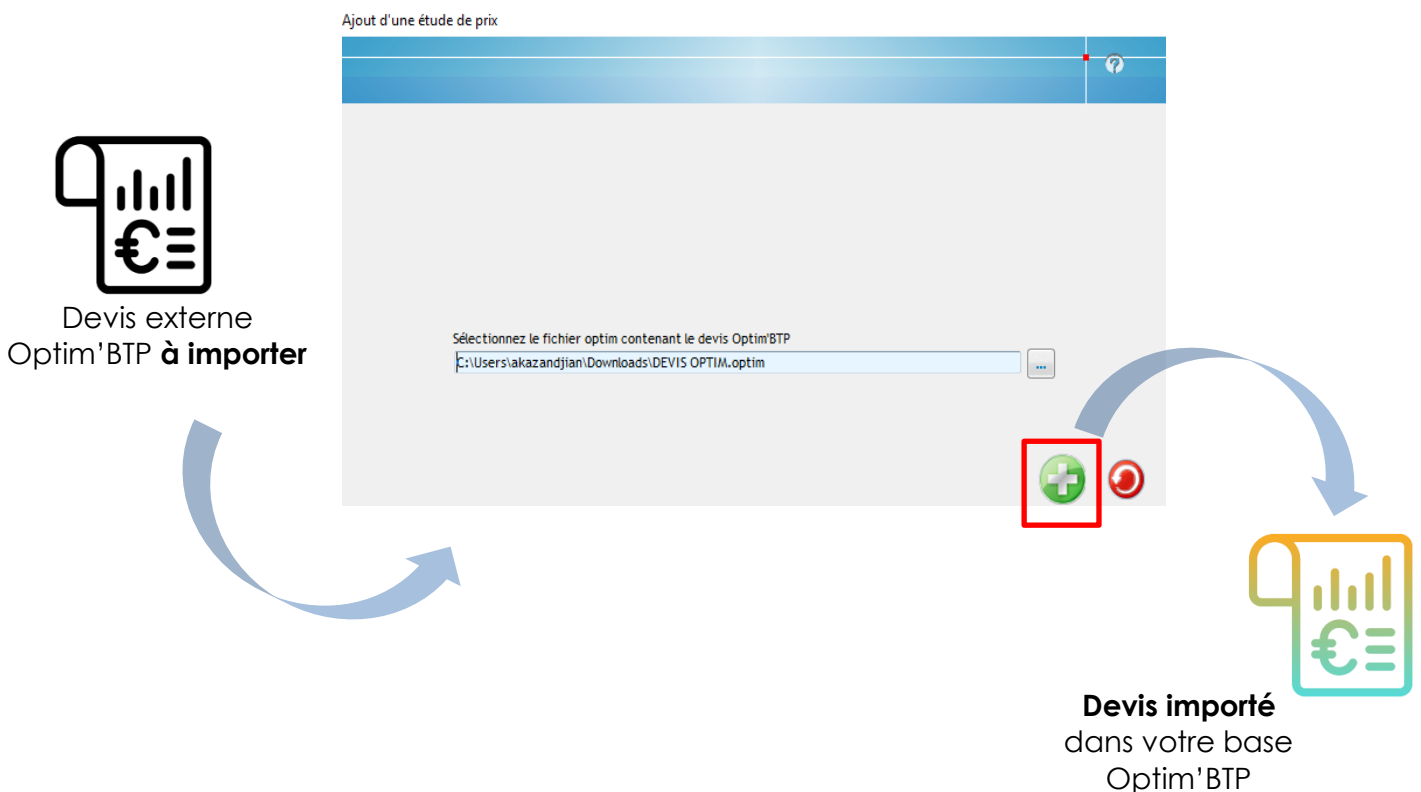 Ajout d'une étude de prix
Devis externe
Optim’BTP à importer
Sélectionnez le fichier optim contenant le devis Optim'BTP
C:\Users\akazandjian\Downloads\DEVIS OPTIM.optim
...
Devis importé
dans votre base
Optim’BTP